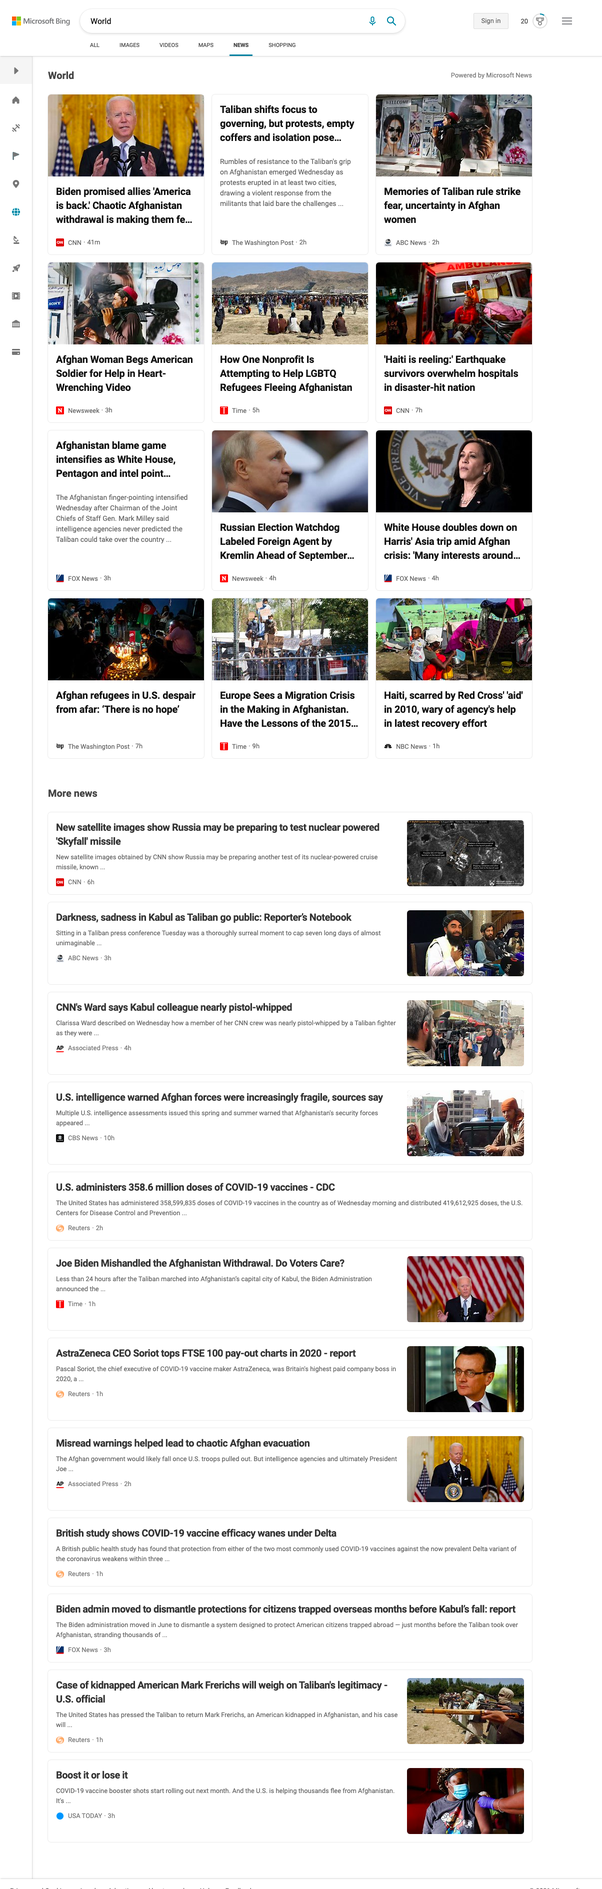 Microsoft Bing
World
Sign in
20
ALL
IMAGES
VIDEOS
MAPS
NEWS
SHOPPING
World
Powered by Microsoft News
Biden promised allies 'America
is back.' Chaotic Afghanistan
withdrawal is making them fe...
CNN · 41m
Taliban shifts focus to
governing, but protests, empty
coffers and isolation pose...
Rumbles of resistance to the Taliban's grip
on Afghanistan emerged Wednesday as
protests erupted in at least two cities,
drawing a violent response from the
militants that laid bare the challenges ...
The Washington Post · 2h
Memories of Taliban rule strike
fear, uncertainty in Afghan
women
ABC News · 2h
Afghan Woman Begs American
Soldier for Help in Heart-
Wrenching Video
Newsweek · 3h
How One Nonprofit Is
Attempting to Help LGBTQ
Refugees Fleeing Afghanistan
Time · 5h
AMBULANC
'Haiti is reeling:' Earthquake
survivors overwhelm hospitals
in disaster-hit nation
CNN · 7h
Afghanistan blame game
intensifies as White House,
Pentagon and intel point...
The Afghanistan finger-pointing intensified
Wednesday after Chairman of the Joint
Chiefs of Staff Gen. Mark Milley said
intelligence agencies never predicted the
Taliban could take over the country ...
FOX News · 3h
Russian Election Watchdog
Labeled Foreign Agent by
Kremlin Ahead of September...
Newsweek · 4h
White House doubles down on
Harris' Asia trip amid Afghan
crisis: 'Many interests around...
FOX News · 4h
Afghan refugees in U.S. despair
from afar: 'There is no hope'
The Washington Post · 7h
Europe Sees a Migration Crisis
in the Making in Afghanistan.
Have the Lessons of the 2015...
Time · 9h
Haiti, scarred by Red Cross' 'aid'
in 2010, wary of agency's help
in latest recovery effort
NBC News · 1h
More news
New satellite images show Russia may be preparing to test nuclear powered
'Skyfall' missile
New satellite images obtained by CNN show Russia may be preparing another test of its nuclear-powered cruise
missile, known ...
CNN · 6h
Darkness, sadness in Kabul as Taliban go public: Reporter's Notebook
Sitting in a Taliban press conference Tuesday was a thoroughly surreal moment to cap seven long days of almost
unimaginable ...
ABC News · 3h
CNN's Ward says Kabul colleague nearly pistol-whipped
Clarissa Ward described on Wednesday how a member of her CNN crew was nearly pistol-whipped by a Taliban fighter
as they were ...
AP Associated Press · 4h
U.S. intelligence warned Afghan forces were increasingly fragile, sources say
Multiple U.S. intelligence assessments issued this spring and summer warned that Afghanistan's security forces
appeared ...
CBS News · 10h
U.S. administers 358.6 million doses of COVID-19 vaccines - CDC
The United States has administered 358,599,835 doses of COVID-19 vaccines in the country as of Wednesday morning and distributed 419,612,925 doses, the U.S.
Centers for Disease Control and Prevention ...
Reuters · 2h
Joe Biden Mishandled the Afghanistan Withdrawal. Do Voters Care?
Less than 24 hours after the Taliban marched into Afghanistan's capital city of Kabul, the Biden Administration
announced the ...
Time · 1h
AstraZeneca CEO Soriot tops FTSE 100 pay-out charts in 2020 - report
Pascal Soriot, the chief executive of COVID-19 vaccine maker AstraZeneca, was Britain's highest paid company boss in
2020, a ...
Reuters · 1h
Misread warnings helped lead to chaotic Afghan evacuation
The Afghan government would likely fall once U.S. troops pulled out. But intelligence agencies and ultimately President
Joe ...
AP Associated Press · 2h
British study shows COVID-19 vaccine efficacy wanes under Delta
A British public health study has found that protection from either of the two most commonly used COVID-19 vaccines against the now prevalent Delta variant of
the coronavirus weakens within three ...
Reuters · 1h
Biden admin moved to dismantle protections for citizens trapped overseas months before Kabul's fall: report
The Biden administration moved in June to dismantle a system designed to protect American citizens trapped abroad — just months before the Taliban took over
Afghanistan, stranding thousands of ...
FOX News · 3h
Case of kidnapped American Mark Frerichs will weigh on Taliban's legitimacy -
U.S. official
The United States has pressed the Taliban to return Mark Frerichs, an American kidnapped in Afghanistan, and his case
will ...
Reuters · 1h
Boost it or lose it
COVID-19 vaccine booster shots start rolling out next month. And the U.S. is helping thousands flee from Afghanistan.
It's ...
USA TODAY · 3h